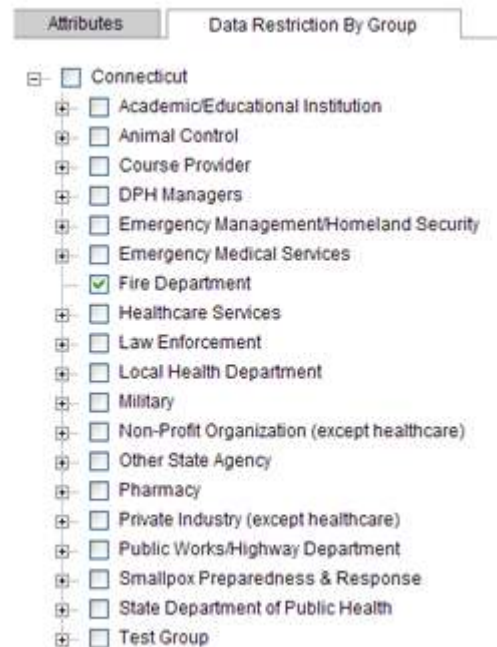 Attributes
Data Restriction By Group
Connecticut
Academic/Educational Institution
Animal Control
Course Provider
DPH Managers
Emergency Management/Homeland Security
Emergency Medical Services
Fire Department
Healthcare Services
Law Enforcement
Local Health Department
Military
Non-Profit Organization (except healthcare)
Other State Agency
Pharmacy
Private Industry (except healthcare)
Public Works/Highway Department
Smallpox Preparedness & Response
State Department of Public Health
Test Group